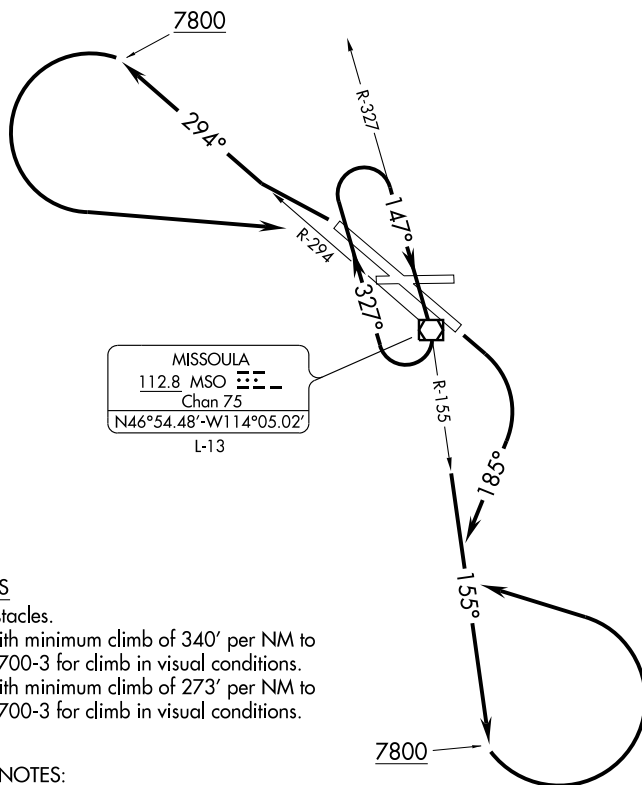 7800
R-327
294°
147°
R-294
327°
MISSOULA
112.8 MSO
Chan 75
N46°54.48'-W114°05.02'
L-13
R-155
185°
155°
S
stacles.
ith minimum climb of 340' per NM to
700-3 for climb in visual conditions.
ith minimum climb of 273' per NM to
700-3 for climb in visual conditions.
7800
NOTES: